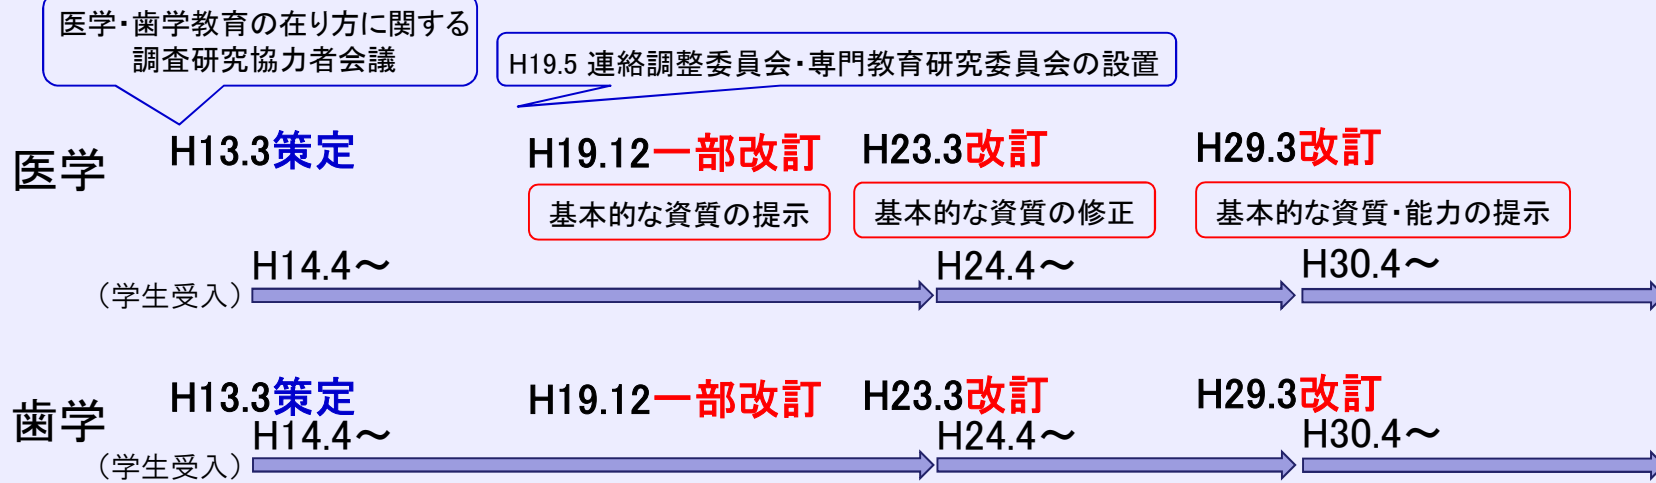 医学・歯学教育の在り方に関する
調査研究協力者会議
H19.5 連絡調整委員会・専門教育研究委員会の設置
医学
H13.3策定
H19.12一部改訂
H23.3改訂
H29.3改訂
基本的な資質の提示
基本的な資質の修正
基本的な資質・能力の提示
(学生受入)
H14.4～
H24.4～
H30.4～
歯学
H13.3策定
H19.12一部改訂
H23.3改訂
H29.3改訂
(学生受入)
H14.4～
H24.4～
H30.4～